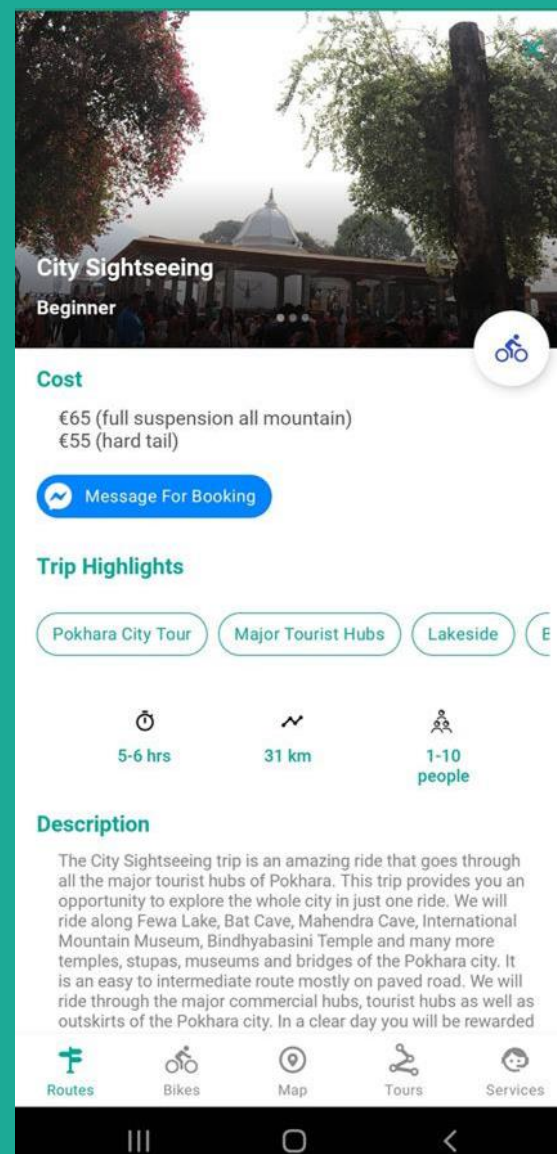 City Sightseeing
Beginner
Cost
€65 (full suspension all mountain)
€55 (hard tail)
Message For Booking
Trip Highlights
Pokhara City Tour
Major Tourist Hubs
Lakeside
5-6 hrs
31 km
1-10
people
Description
The City Sightseeing trip is an amazing ride that goes through
all the major tourist hubs of Pokhara. This trip provides you an
opportunity to explore the whole city in just one ride. We will
ride along Fewa Lake, Bat Cave, Mahendra Cave, International
Mountain Museum, Bindhyabasini Temple and many more
temples, stupas, museums and bridges of the Pokhara city. It
is an easy to intermediate route mostly on paved road. We will
ride through the major commercial hubs, tourist hubs as well as
outskirts of the Pokhara city. In a clear day you will be rewarded
Routes
Bikes
Map
Tours
Services